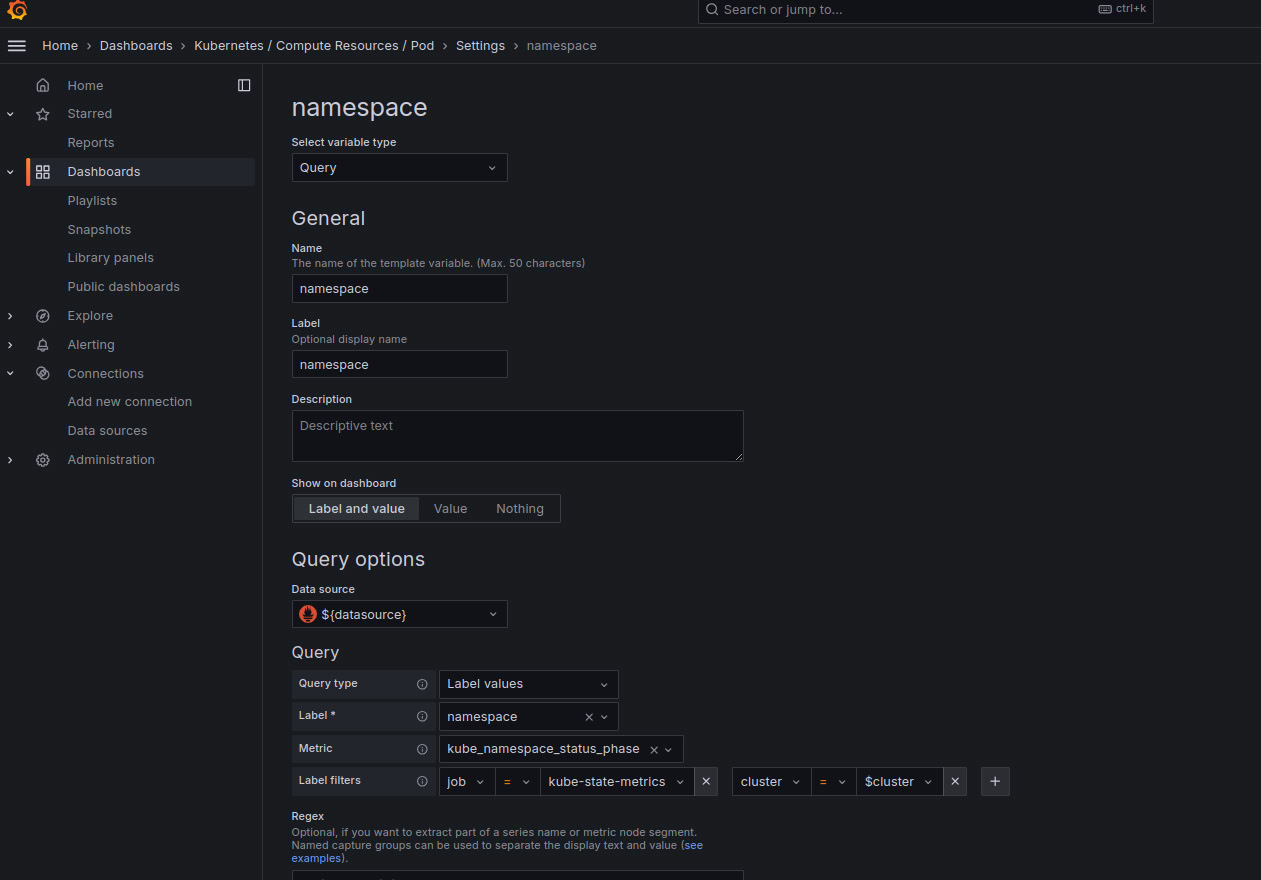 Search or jump to...
ctrl+k
Home › Dashboards › Kubernetes / Compute Resources / Pod › Settings › namespace
Home
Starred
Reports
Dashboards
Playlists
Snapshots
Library panels
Public dashboards
Explore
Alerting
Connections
Add new connection
Data sources
Administration
namespace
Select variable type
Query
General
Name
The name of the template variable. (Max. 50 characters)
namespace
Label
Optional display name
namespace
Description
Descriptive text
Show on dashboard
Label and value Value Nothing
Query options
Data source
${datasource}
Query
Query type Label values
Label * namespace
Metric kube_namespace_status_phase
Label filters job = kube-state-metrics cluster = $cluster
Regex
Optional, if you want to extract part of a series name or metric node segment.
Named capture groups can be used to separate the display text and value (see
examples).